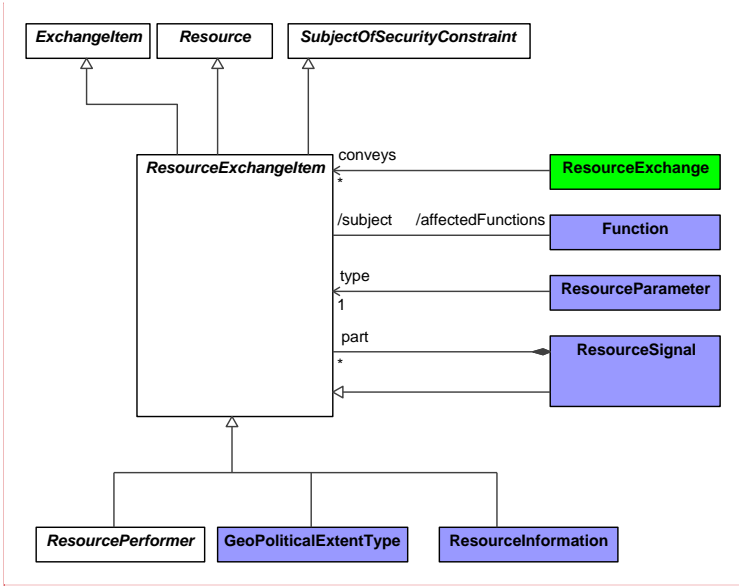 ExchangeItem
Resource
SubjectOfSecurityConstraint
ResourceExchangeItem
conveys
*
ResourceExchange
/subject
/affectedFunctions
Function
type
1
ResourceParameter
part
*
ResourceSignal
ResourcePerformer
GeoPoliticalExtentType
ResourceInformation